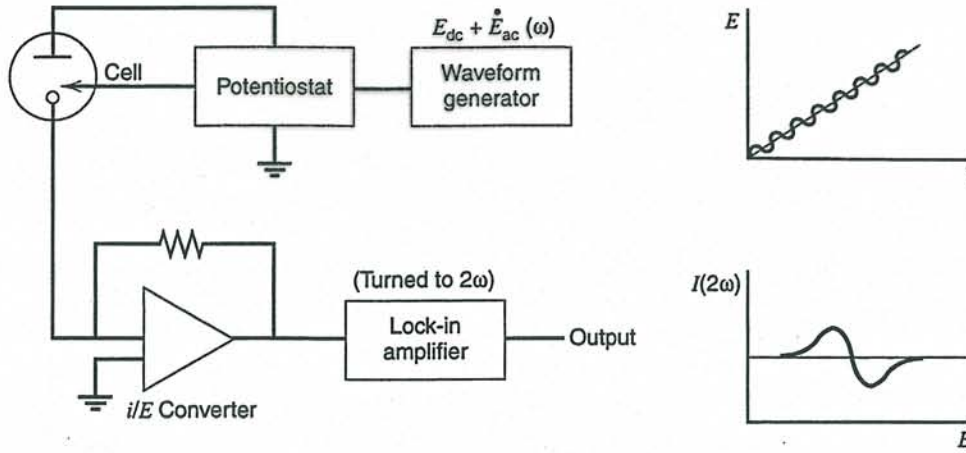 E_dc + Ė_ac (ω)
Cell
Potentiostat
Waveform
generator
E
(Turned to 2ω)
Lock-in
amplifier
Output
i/E Converter
I(2ω)